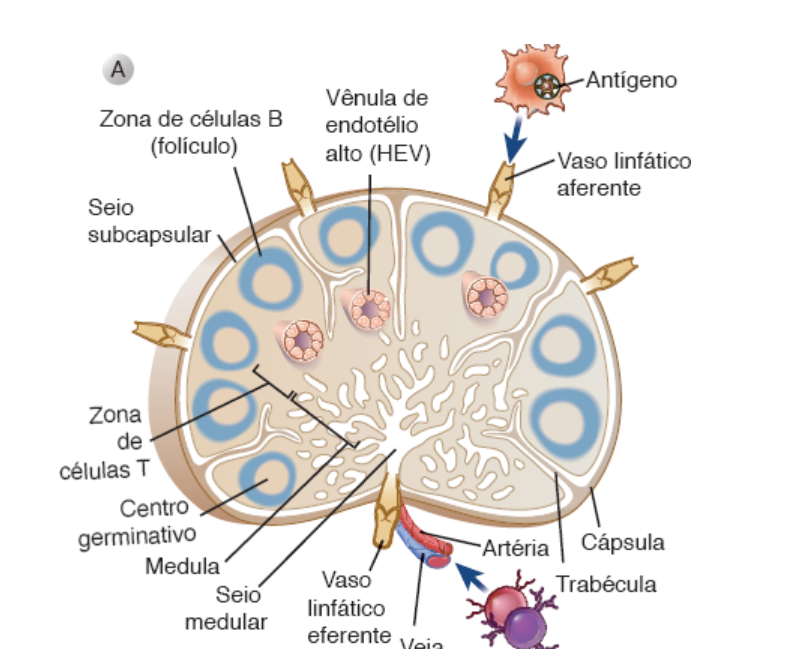 A
Antígeno
Vênula de
endotélio
alto (HEV)
Zona de células B
(folículo)
Vaso linfático
aferente
Seio
subcapsular
Zona
de
células T
Centro
germinativo
Medula
Seio
medular
Vaso
linfático
eferente
Veia
Artéria
Cápsula
Trabécula